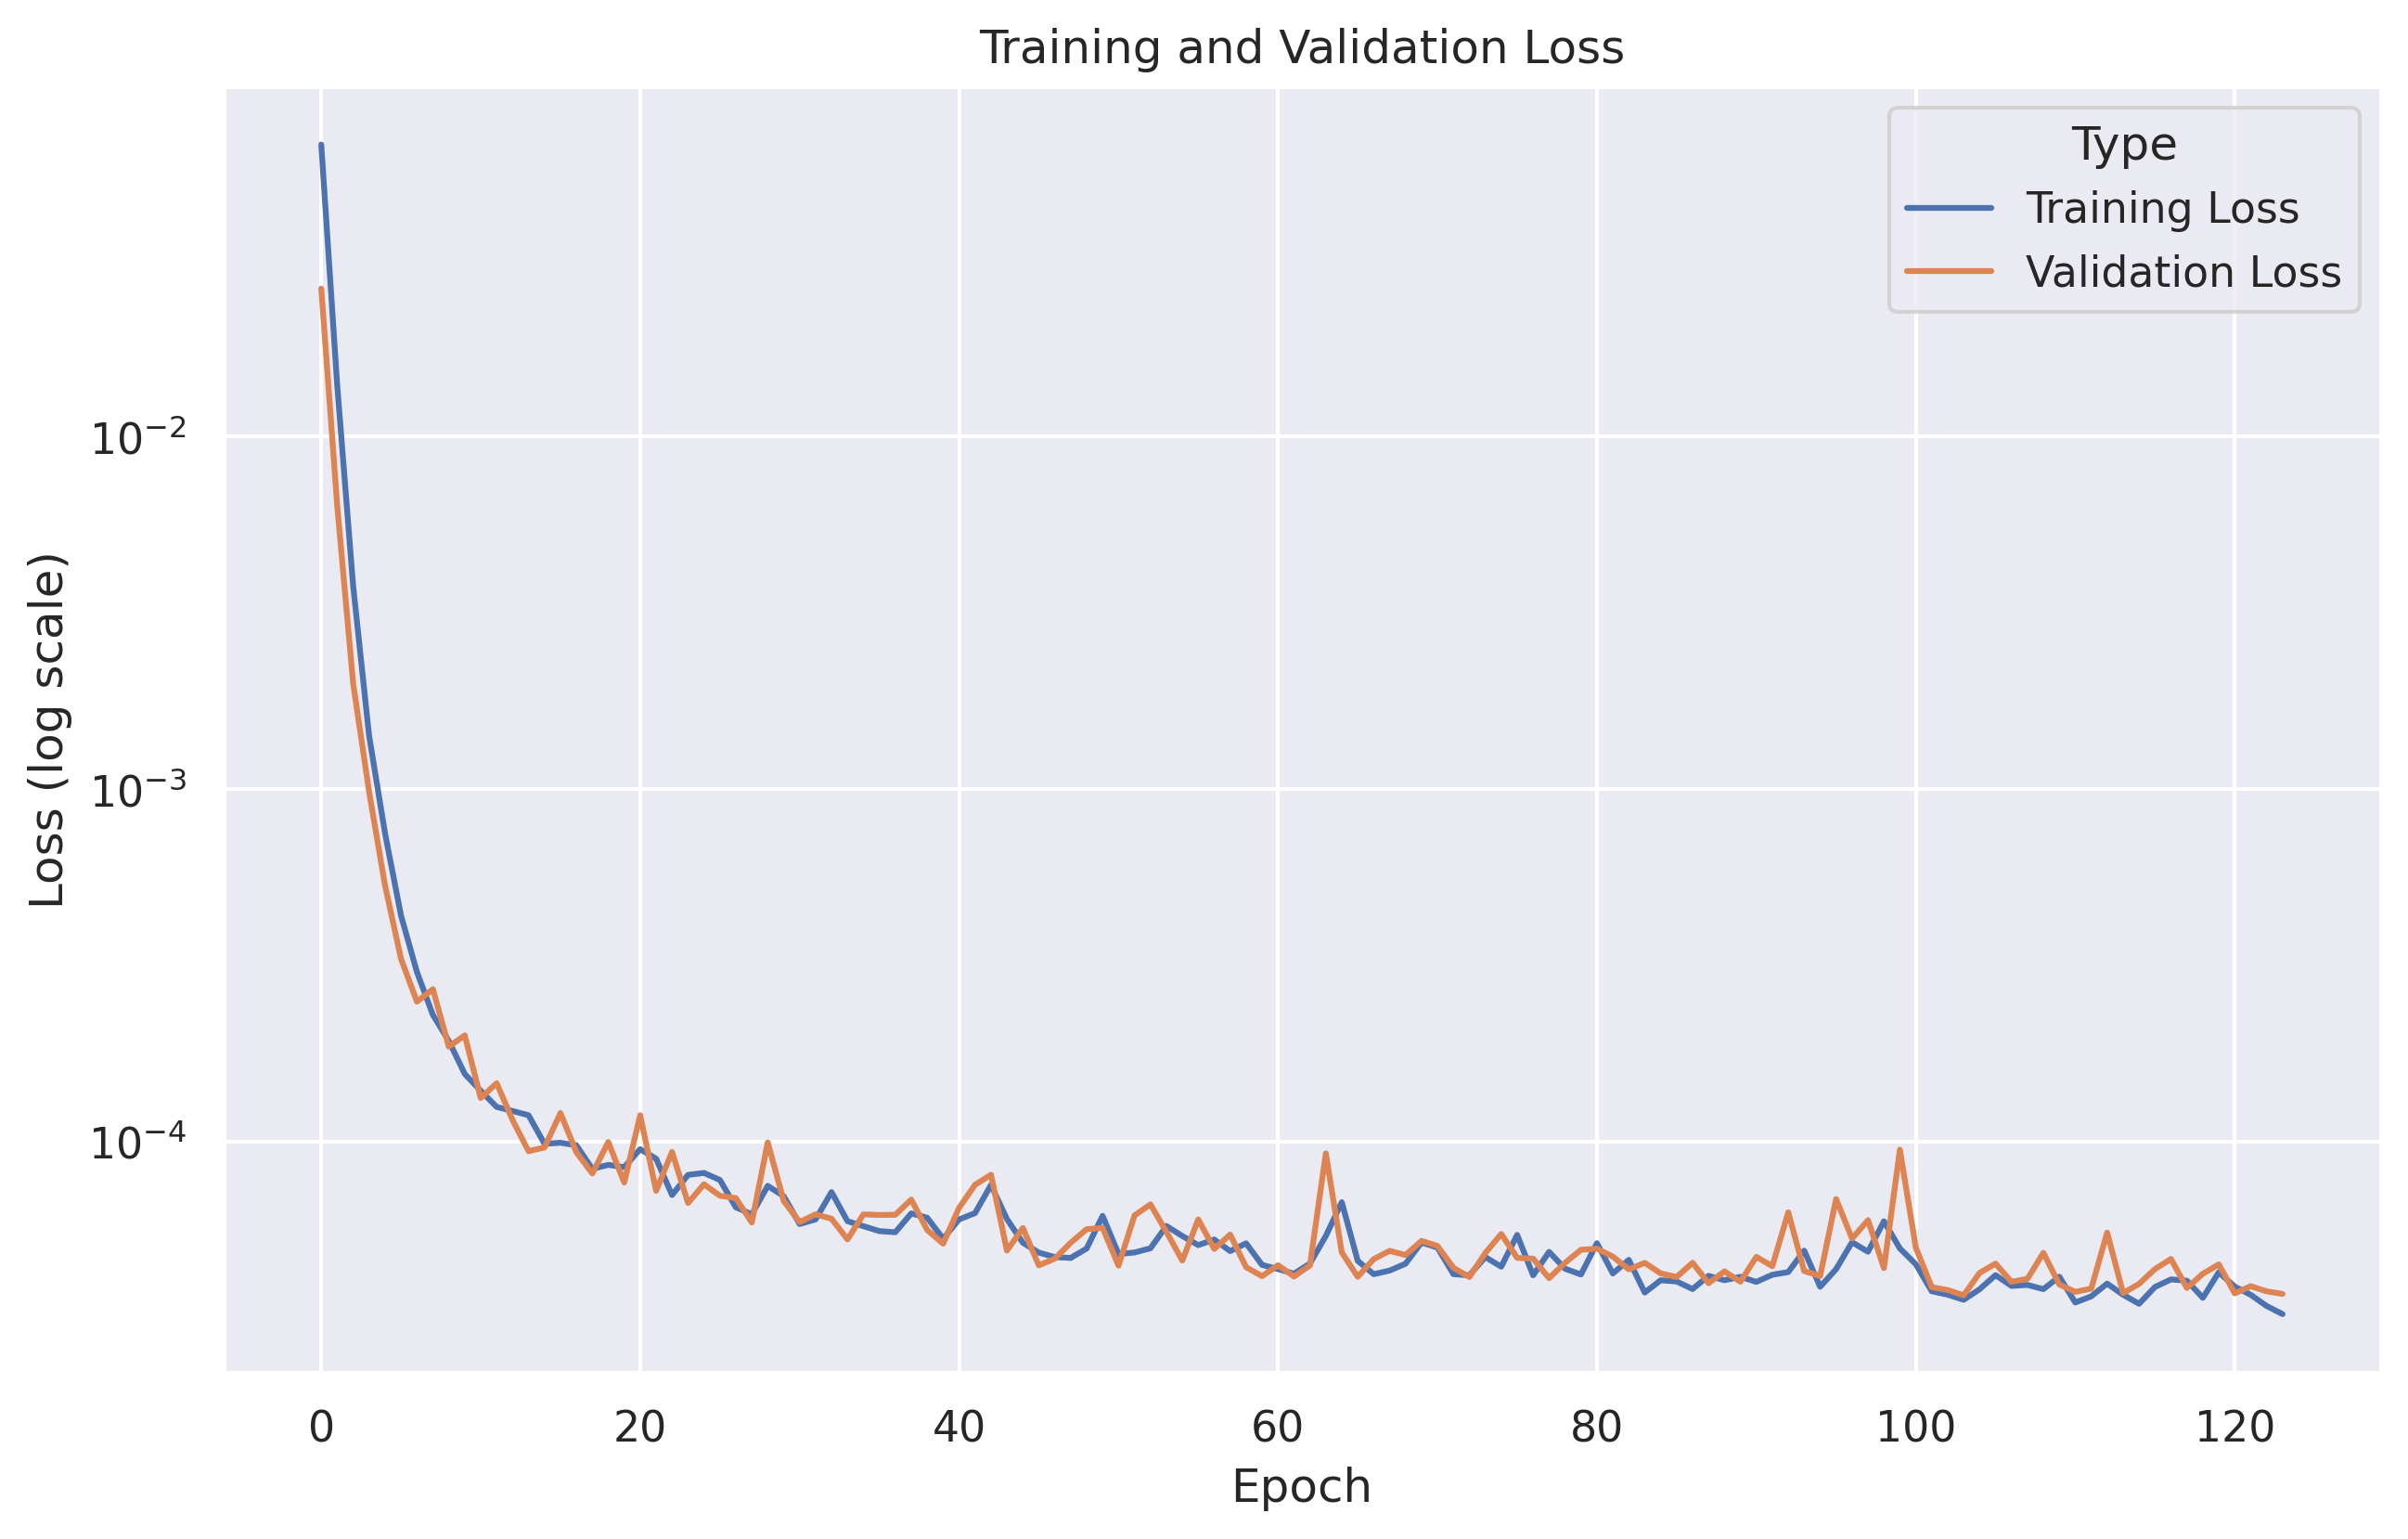 Training and Validation Loss
Type
Training Loss
Validation Loss
Loss (log scale)
10⁻²
10⁻³
10⁻⁴
0 20 40 60 80 100 120
Epoch